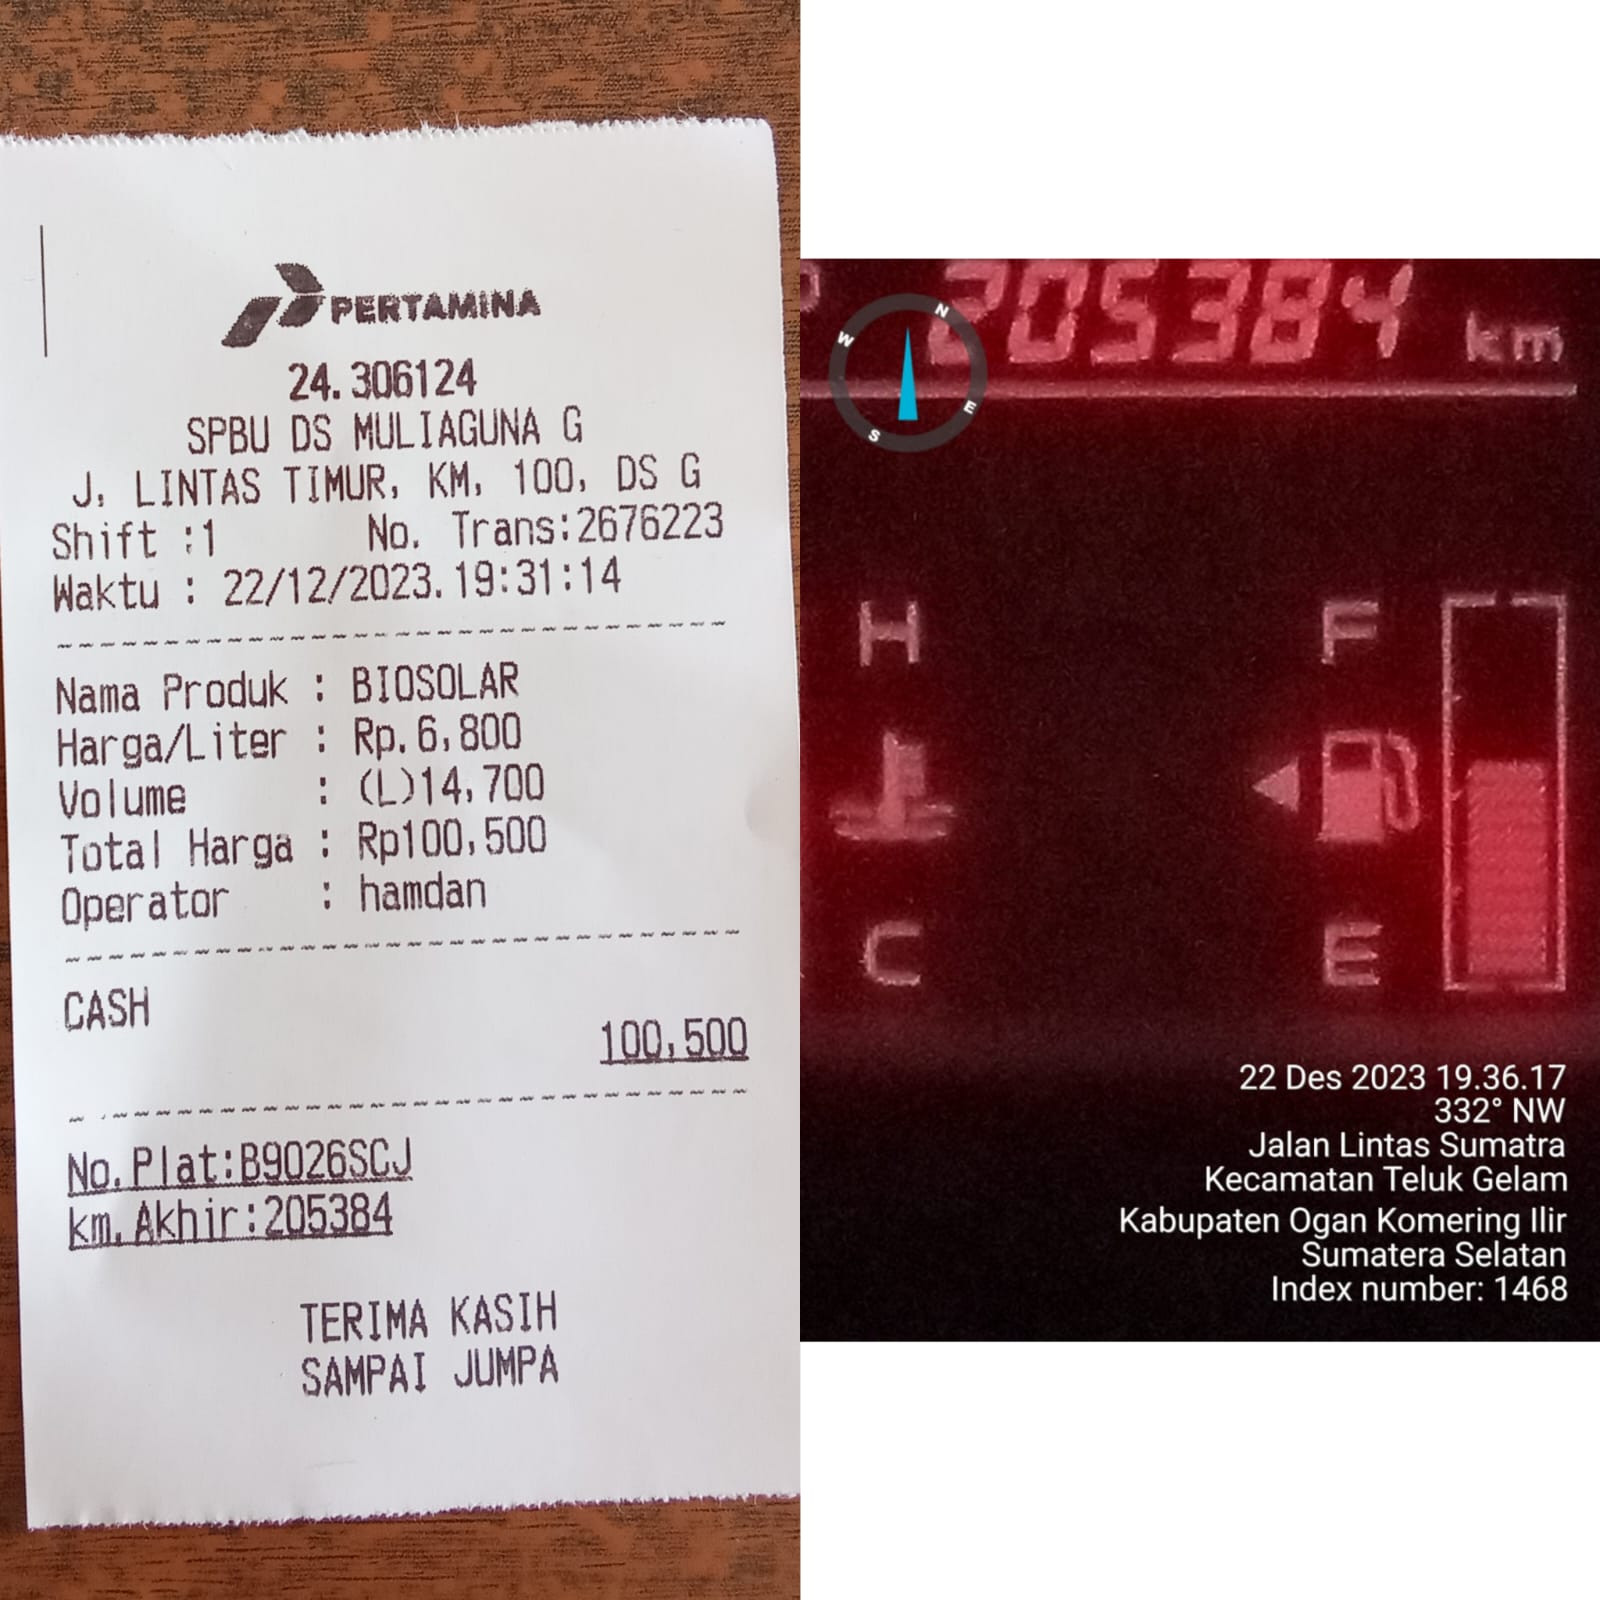 PERTAMINA
24.306124
SPBU DS MULIAGUNA G
J, LINTAS TIMUR, KM, 100, DS G
Shift :1 No. Trans:2676223
Waktu : 22/12/2023.19:31:14
Nama Produk : BIOSOLAR
Harga/Liter : Rp.6,800
Volume : (L)14,700
Total Harga : Rp100,500
Operator : hamdan
CASH
100,500
No.Plat:B9026SCJ
km.Akhir:205384
TERIMA KASIH
SAMPAI JUMPA
205384 km
N
W
E
S
H
F
C
E
22 Des 2023 19.36.17
332° NW
Jalan Lintas Sumatra
Kecamatan Teluk Gelam
Kabupaten Ogan Komering Ilir
Sumatera Selatan
Index number: 1468